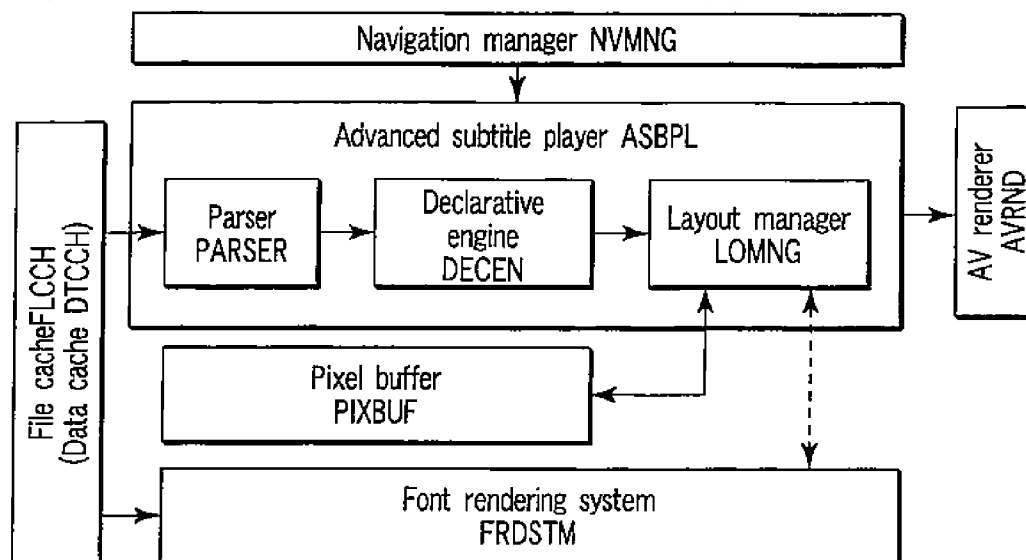 Navigation manager NVMNG
Advanced subtitle player ASBPL
Parser
PARSER
Declarative
engine
DECEN
Layout manager
LOMNG
AV renderer
AVRND
File cacheFLCCH
(Data cache DTCCH)
Pixel buffer
PIXBUF
Font rendering system
FRDSTM